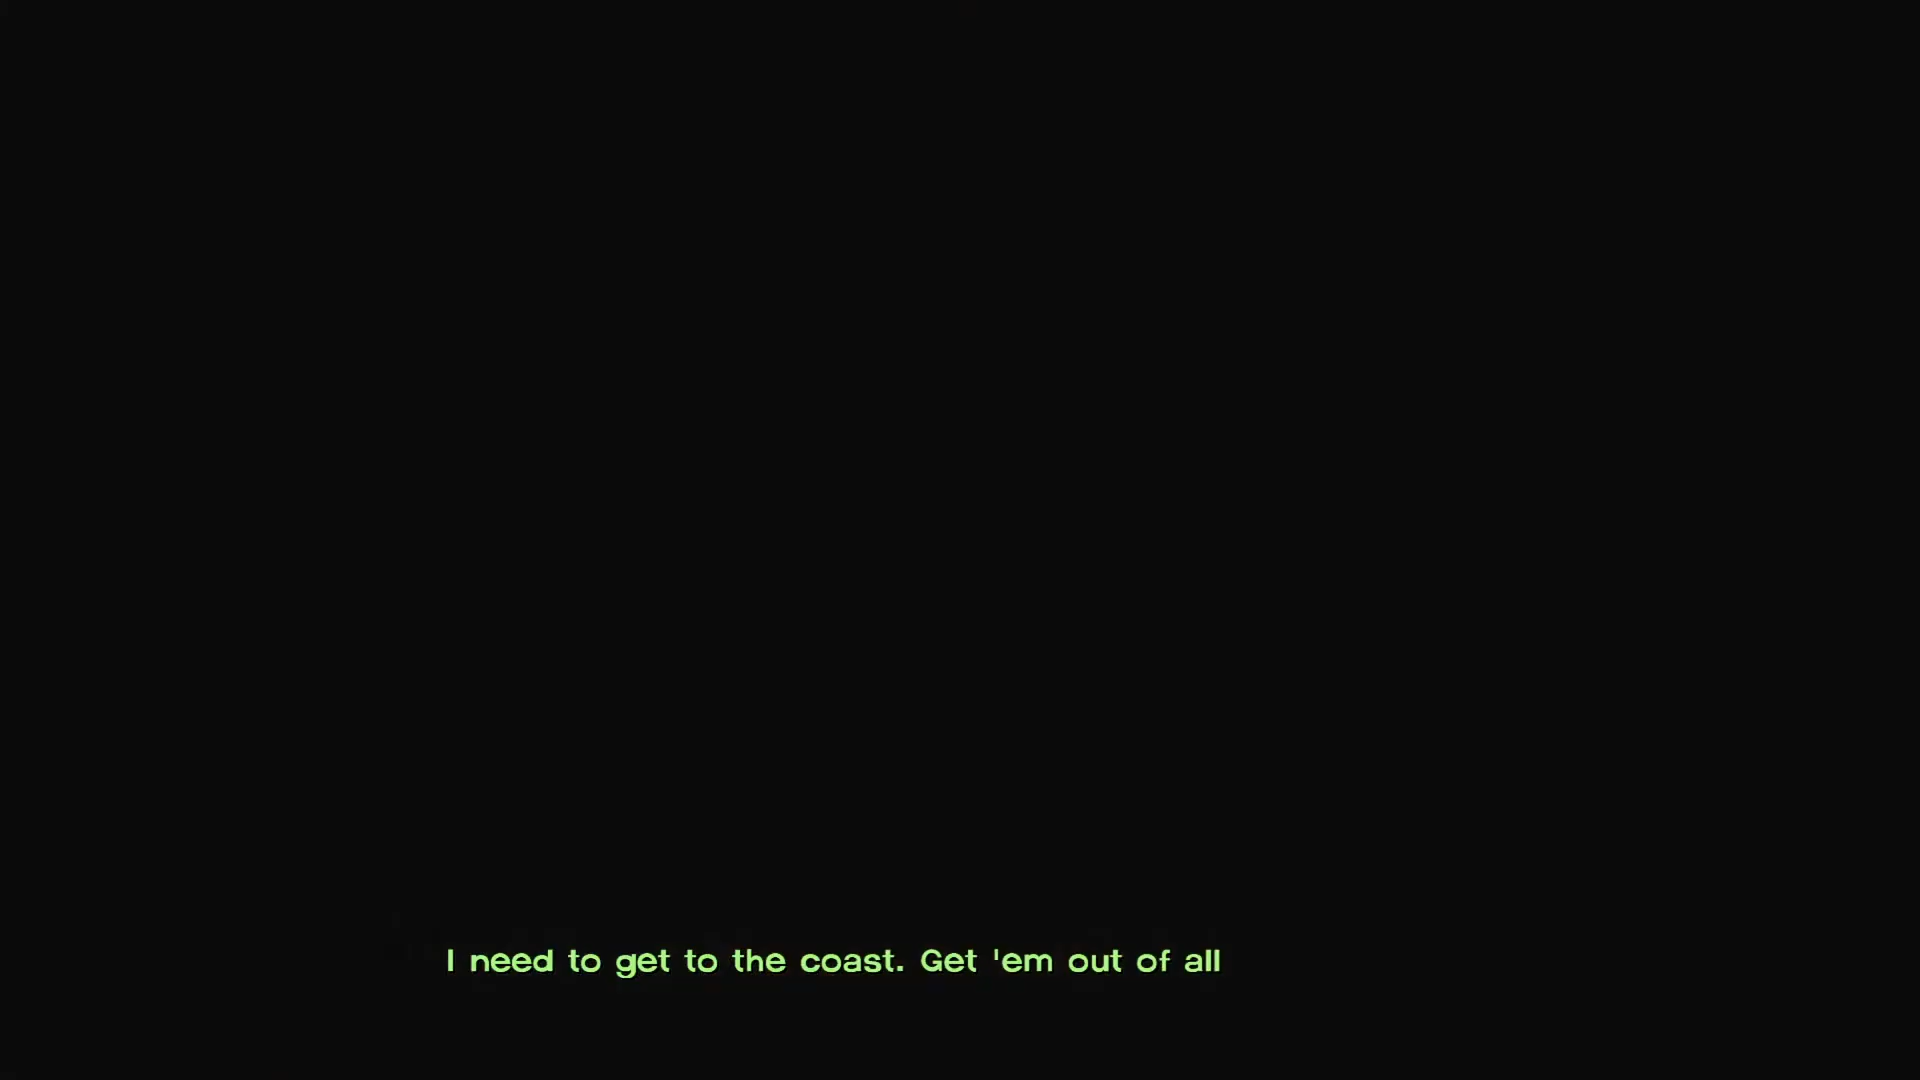 I need to get to the coast. Get 'em out of all